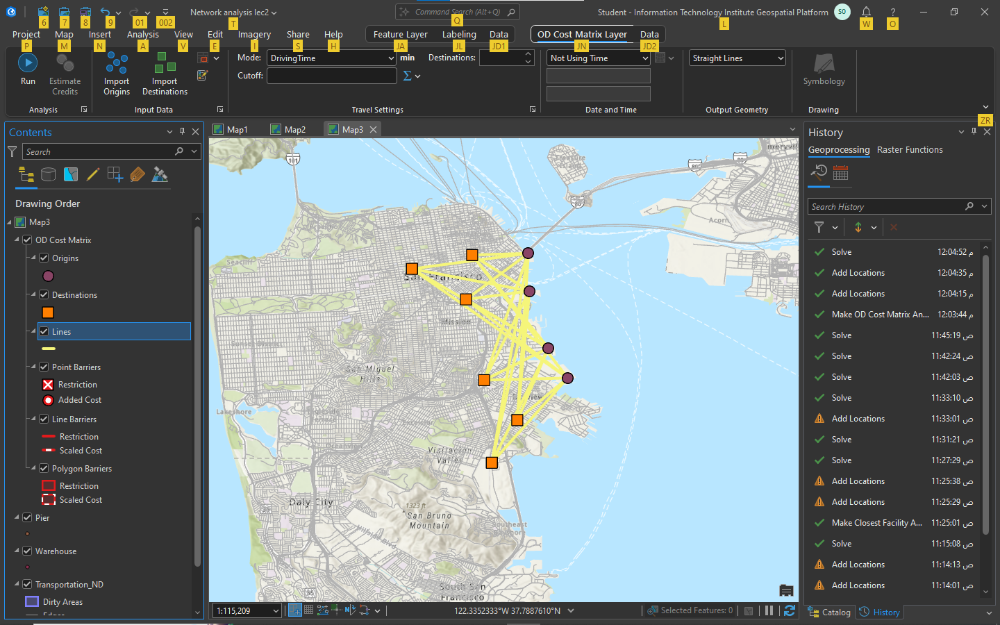 Network analysis lec2
Command Search (Alt+Q)
Student - Information Technology Institute Geospatial Platform
SO
?
6 7 8 9 01 002 T Q L W O
Project Map Insert Analysis View Edit Imagery Share Help Feature Layer Labeling Data OD Cost Matrix Layer Data
P M N A V E I S H JA JL JD1 JN JD2
Run
Estimate
Credits
Analysis
Import
Origins
Import
Destinations
Input Data
Mode: DrivingTime min Destinations:
Cutoff:
Travel Settings
Not Using Time
Date and Time
Straight Lines
Output Geometry
Symbology
Drawing
ZR
Contents
Search
Drawing Order
Map3
OD Cost Matrix
Origins
Destinations
Lines
Point Barriers
Restriction
Added Cost
Line Barriers
Restriction
Scaled Cost
Polygon Barriers
Restriction
Scaled Cost
Pier
Warehouse
Transportation_ND
Dirty Areas
Edges
Map1 Map2 Map3
101
80
Acorn
Seacliff
San Francisco
Mission
San Miguel
Hills
Lakeshore
Visitacion
Valley
Daly City
1323 ft
San Bruno
Mountain
Hillside Blvd
South San
Francisco
1:115,209
122.3352333°W 37.7887610°N
Selected Features: 0
History
Geoprocessing Raster Functions
Search History
Solve 12:04:52 م
Add Locations 12:04:35 م
Add Locations 12:04:15 م
Make OD Cost Matrix An... 12:03:44 م
Solve 11:45:19 ص
Solve 11:42:24 ص
Solve 11:42:03 ص
Solve 11:33:10 ص
Add Locations 11:33:01 ص
Solve 11:31:21 ص
Solve 11:27:29 ص
Add Locations 11:25:38 ص
Add Locations 11:25:29 ص
Make Closest Facility A... 11:25:01 ص
Solve 11:15:08 ص
Add Locations 11:14:13 ص
Add Locations 11:14:01 ص
Catalog History